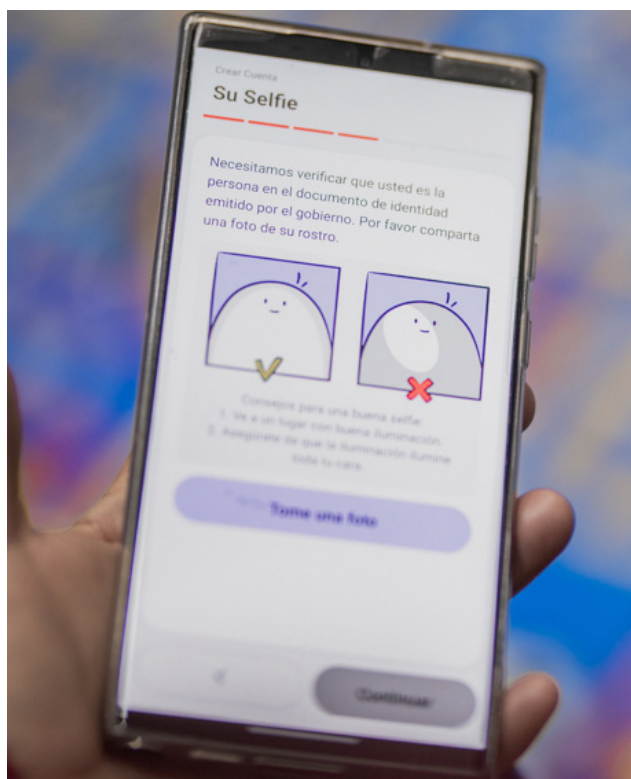 Crear Cuenta
Su Selfie
Necesitamos verificar que usted es la
persona en el documento de identidad
emitido por el gobierno. Por favor comparta
una foto de su rostro.
Consejos para una buena selfie:
1. Ve a un lugar con buena iluminación.
2. Asegúrate de que la iluminación ilumine
toda tu cara.
Tome una foto
Continuar